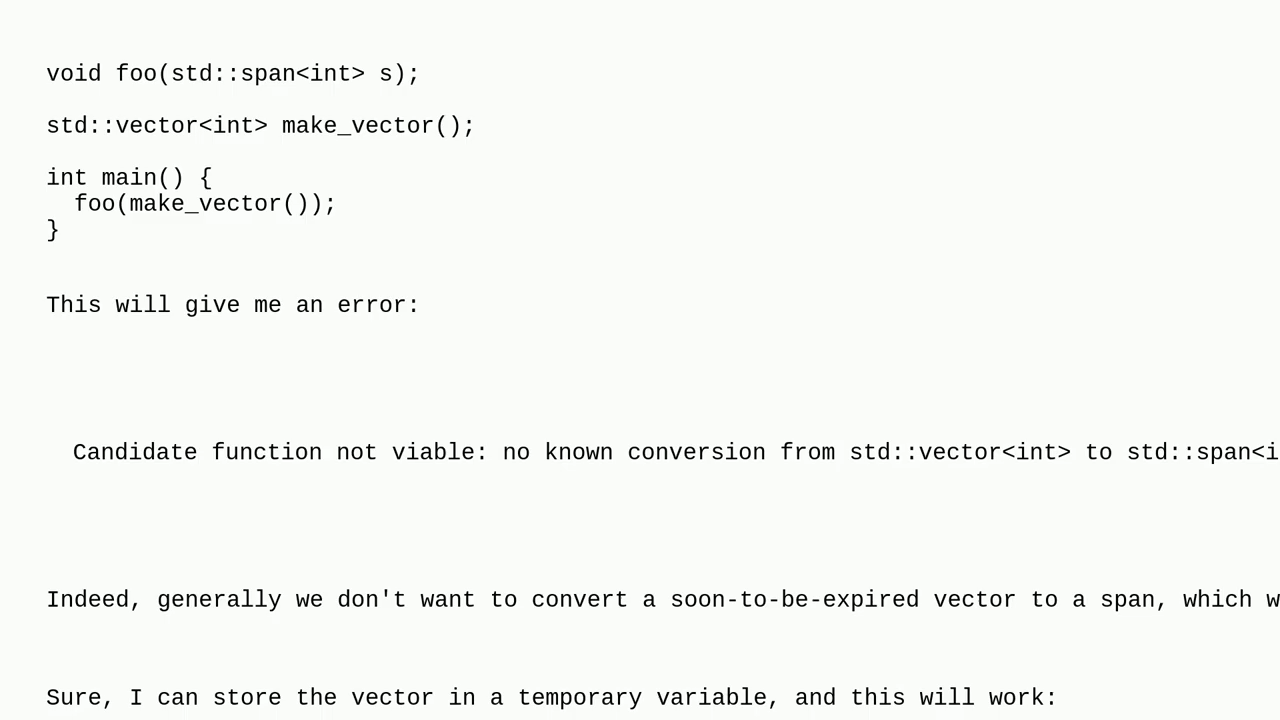 void foo(std::span<int> s);
std::vector<int> make_vector();
int main() {
  foo(make_vector());
}
This will give me an error:
Candidate function not viable: no known conversion from std::vector<int> to std::span<i
Indeed, generally we don't want to convert a soon-to-be-expired vector to a span, which w
Sure, I can store the vector in a temporary variable, and this will work: